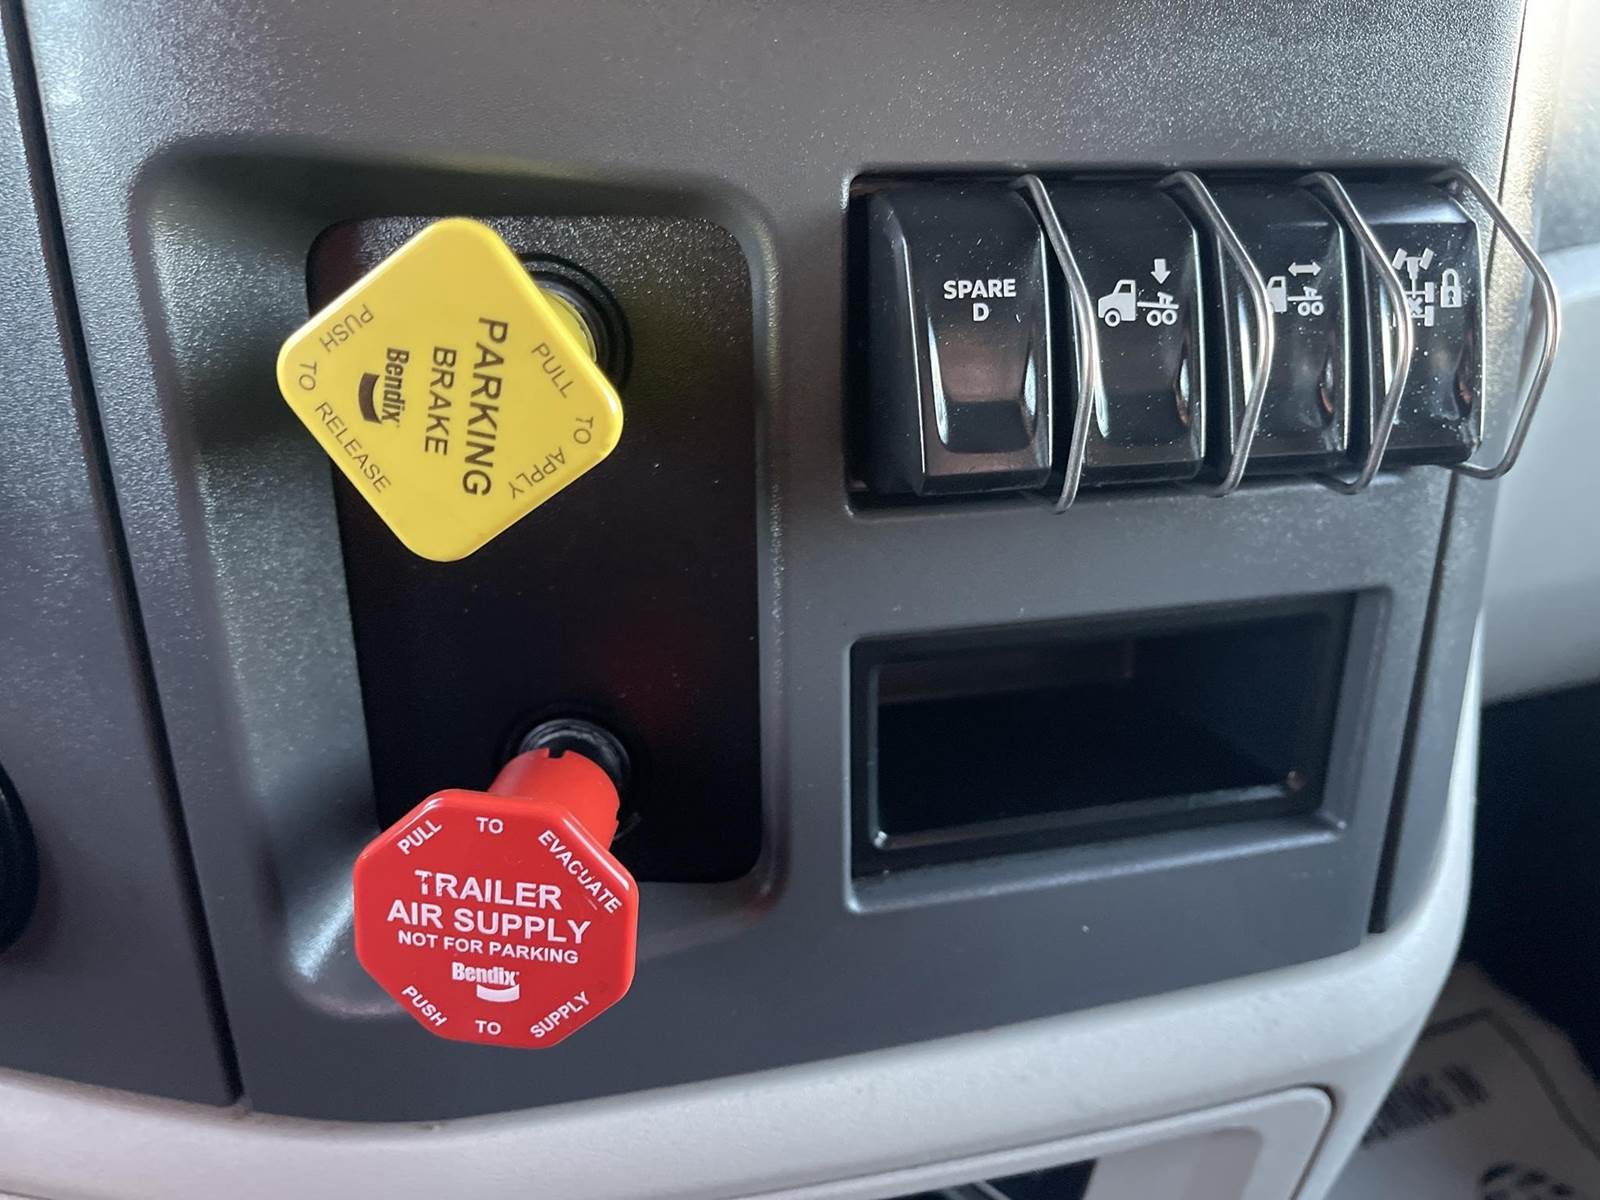 PULL TO APPLY
PARKING
BRAKE
Bendix
PUSH TO RELEASE
SPARE
D
PULL TO EVACUATE
TRAILER
AIR SUPPLY
NOT FOR PARKING
Bendix
PUSH TO SUPPLY